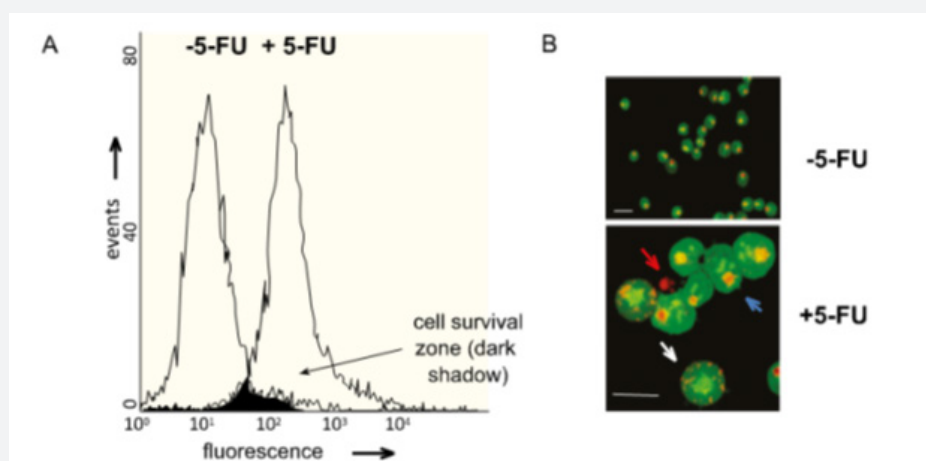 A
-5-FU + 5-FU
80
40
0
events
cell survival
zone (dark
shadow)
10⁰ 10¹ 10² 10³ 10⁴
fluorescence
B
-5-FU
+5-FU